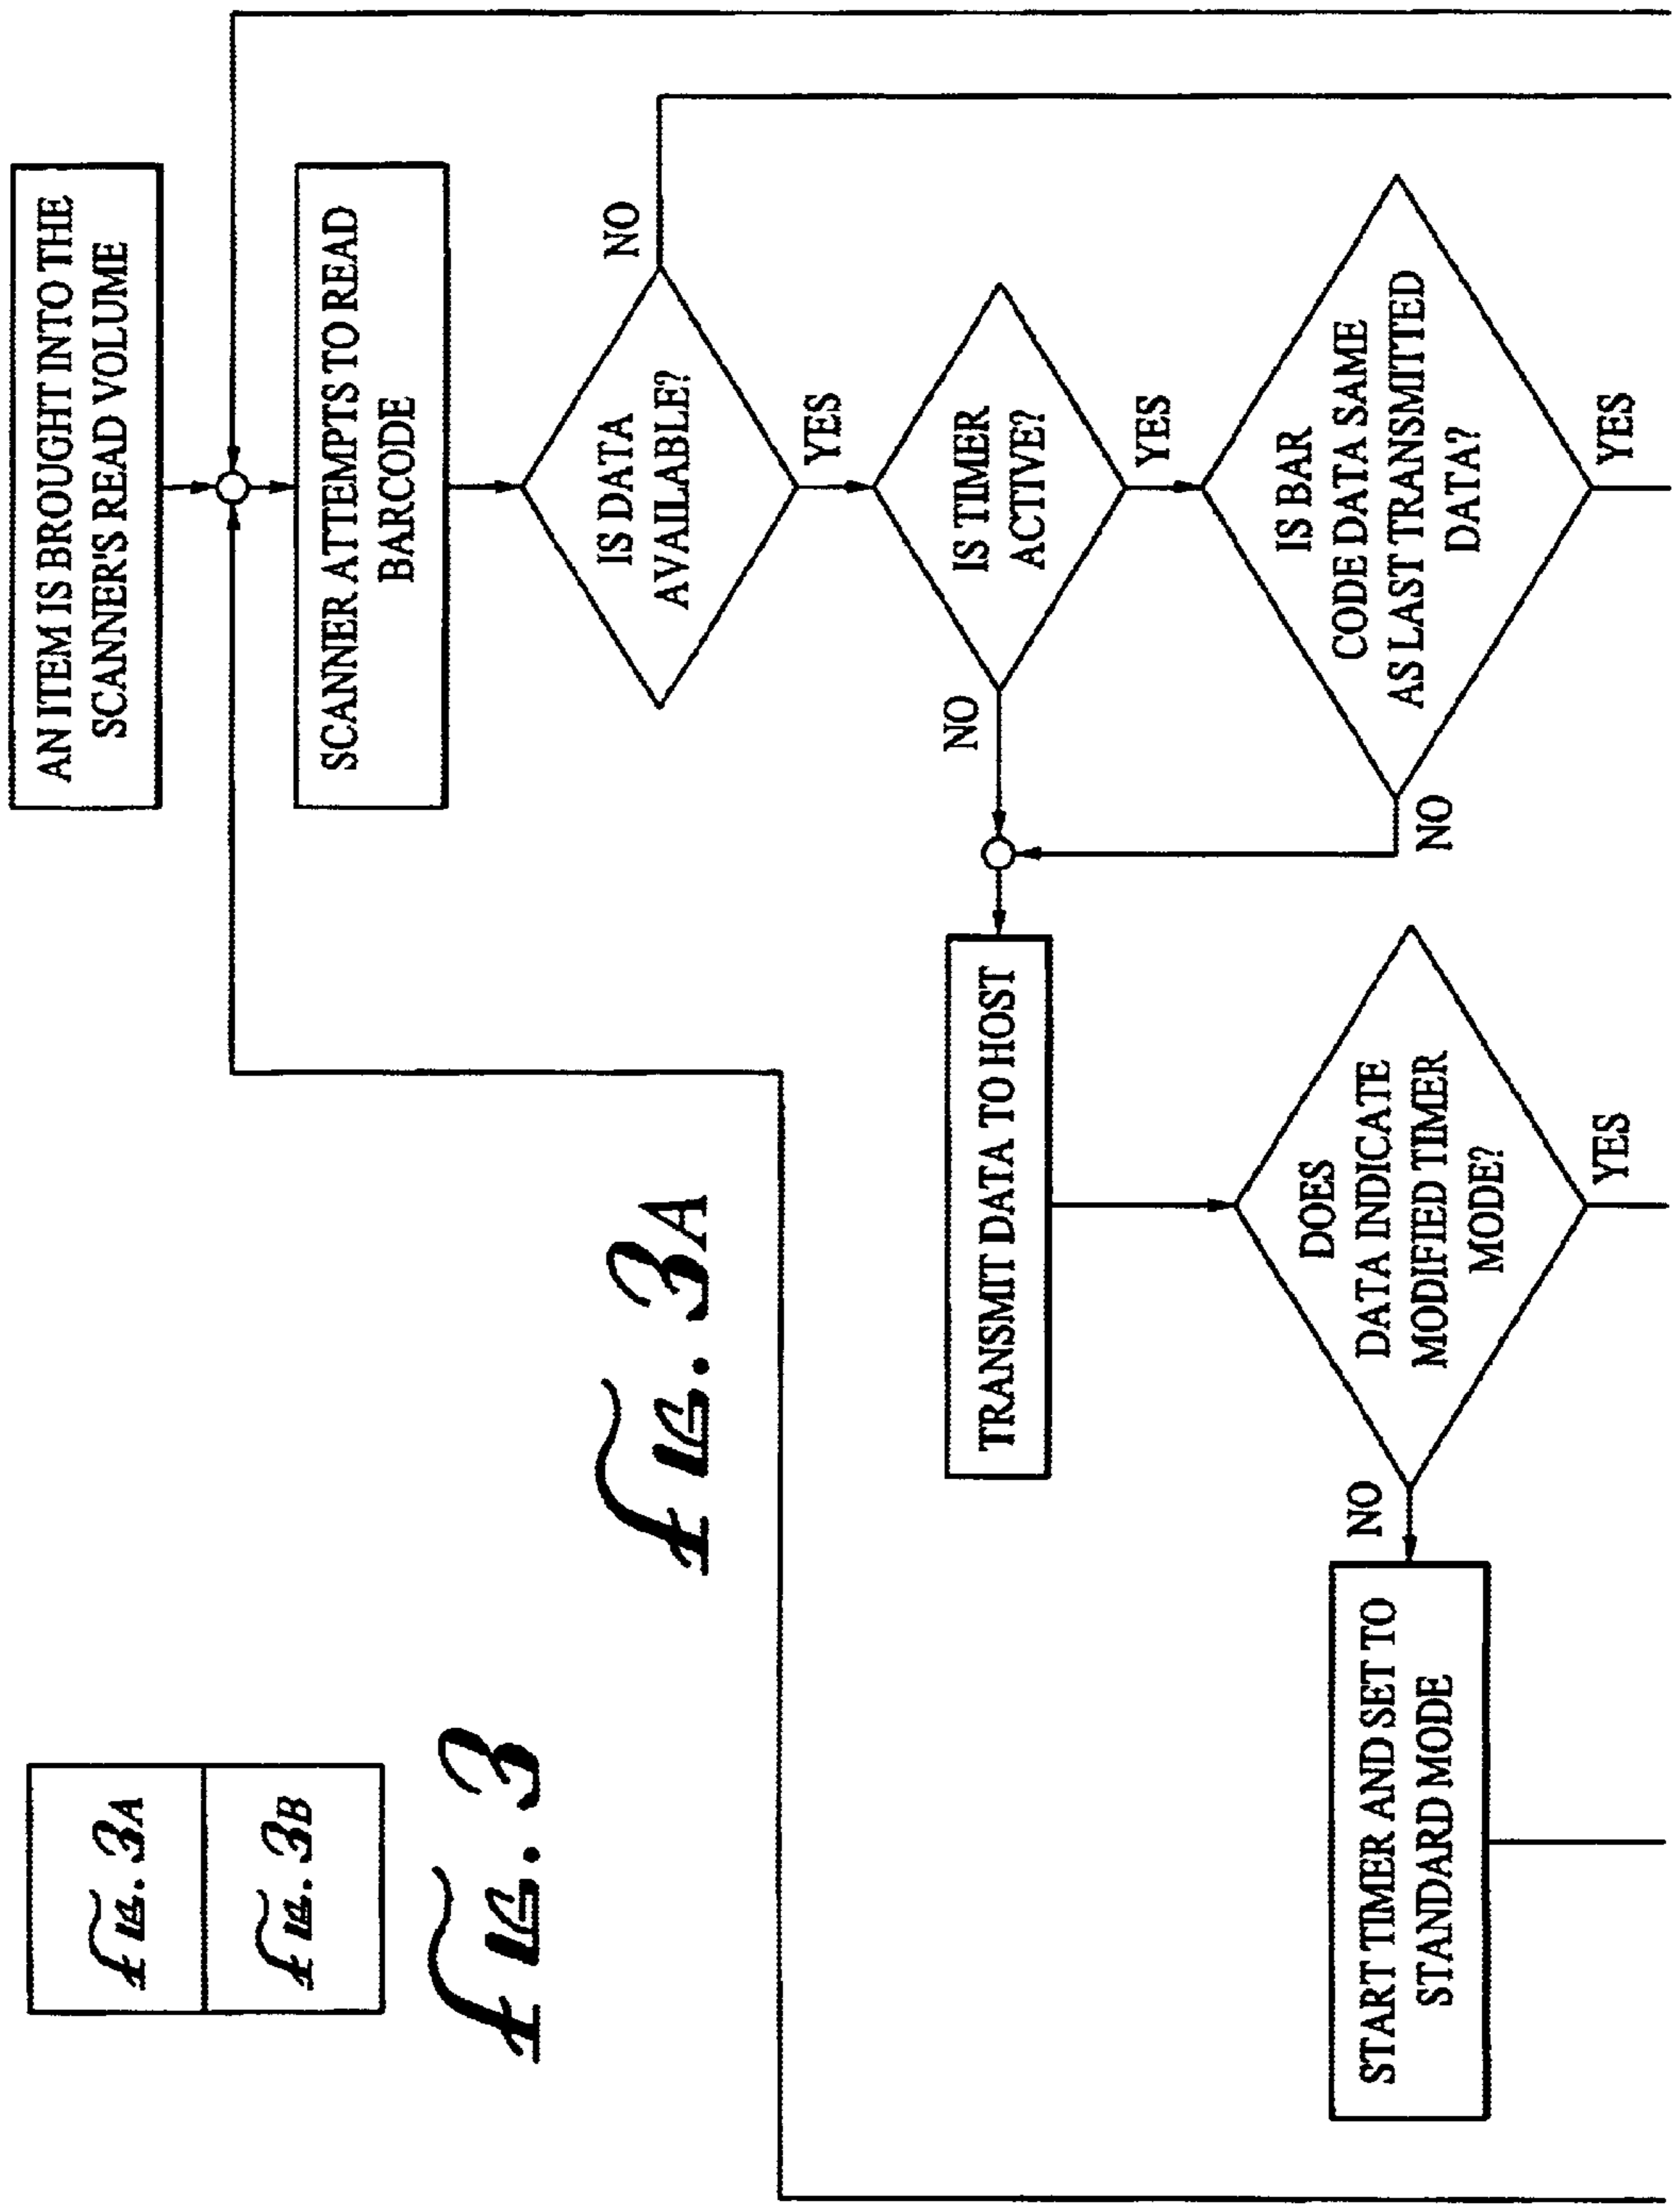 Fig. 3A
Fig. 3B
Fig. 3
AN ITEM IS BROUGHT INTO THE
SCANNER'S READ VOLUME
SCANNER ATTEMPTS TO READ
BARCODE
IS DATA
AVAILABLE?
NO
YES
Fig. 3A
IS TIMER
ACTIVE?
NO
YES
TRANSMIT DATA TO HOST
IS BAR
CODE DATA SAME
AS LAST TRANSMITTED
DATA?
NO
YES
DOES
DATA INDICATE
MODIFIED TIMER
MODE?
NO
YES
START TIMER AND SET TO
STANDARD MODE